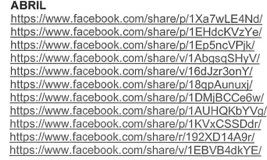 ABRIL
https://www.facebook.com/share/p/1Xa7wLE4Nd/
https://www.facebook.com/share/p/1EHdcKVzYe/
https://www.facebook.com/share/p/1Ep5ncVPjk/
https://www.facebook.com/share/v/1AbgsqSHyV/
https://www.facebook.com/share/v/16dJzr3onY/
https://www.facebook.com/share/p/18qpAunuxj/
https://www.facebook.com/share/p/1DMjBCCe6w/
https://www.facebook.com/share/p/1AUHQKbYVq/
https://www.facebook.com/share/p/1KVxCSSDdr/
https://www.facebook.com/share/r/192XD14A9r/
https://www.facebook.com/share/v/1EBVB4dkYE/